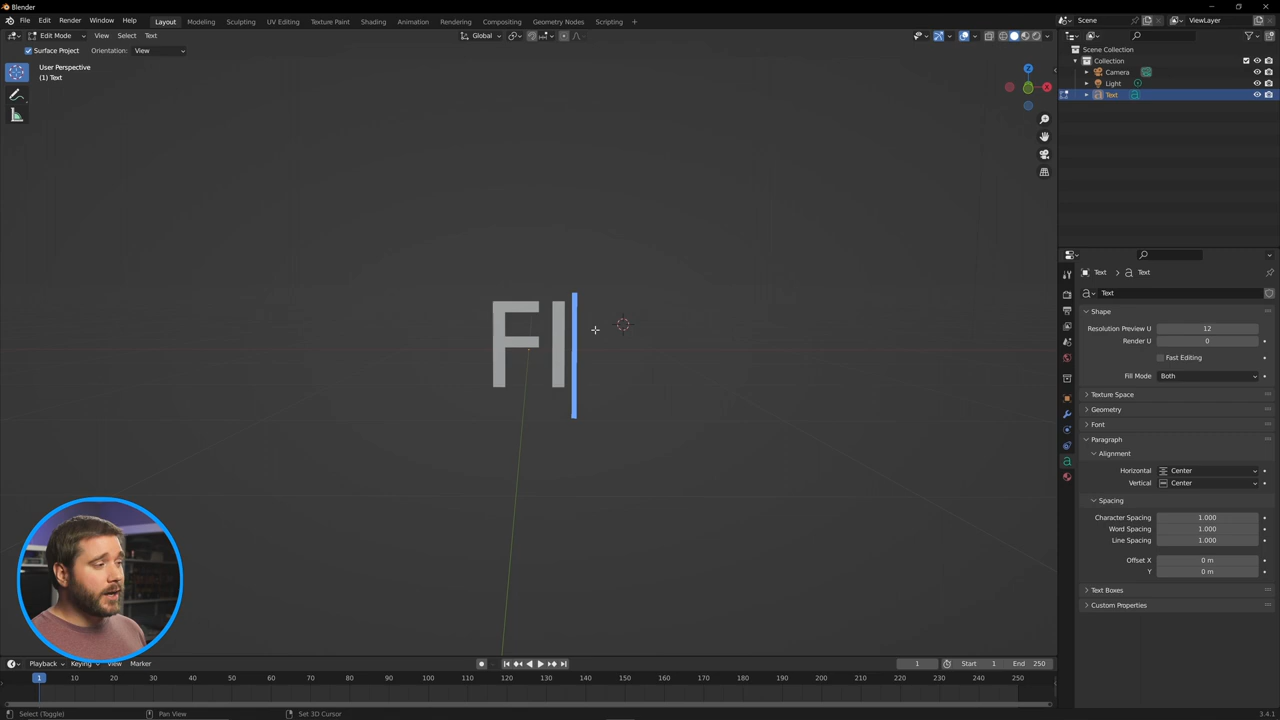 Blender
File Edit Render Window Help Layout Modeling Sculpting UV Editing Texture Paint Shading Animation Rendering Compositing Geometry Nodes Scripting + Scene ViewLayer
Edit Mode View Select Text Global
Surface Project Orientation: View
User Perspective
(1) Text
FI
Z
X
Scene Collection
Collection
Camera
Light
Text
Text Text
Text
Shape
Resolution Preview U 12
Render U 0
Fast Editing
Fill Mode Both
Texture Space
Geometry
Font
Paragraph
Alignment
Horizontal Center
Vertical Center
Spacing
Character Spacing 1.000
Word Spacing 1.000
Line Spacing 1.000
Offset X 0 m
Y 0 m
Text Boxes
Custom Properties
Playback Keying View Marker 1 Start 1 End 250
1 10 20 30 40 50 60 70 80 90 100 110 120 130 140 150 160 170 180 190 200 210 220 230 240 250
Select (Toggle) Pan View Set 3D Cursor 3.4.1